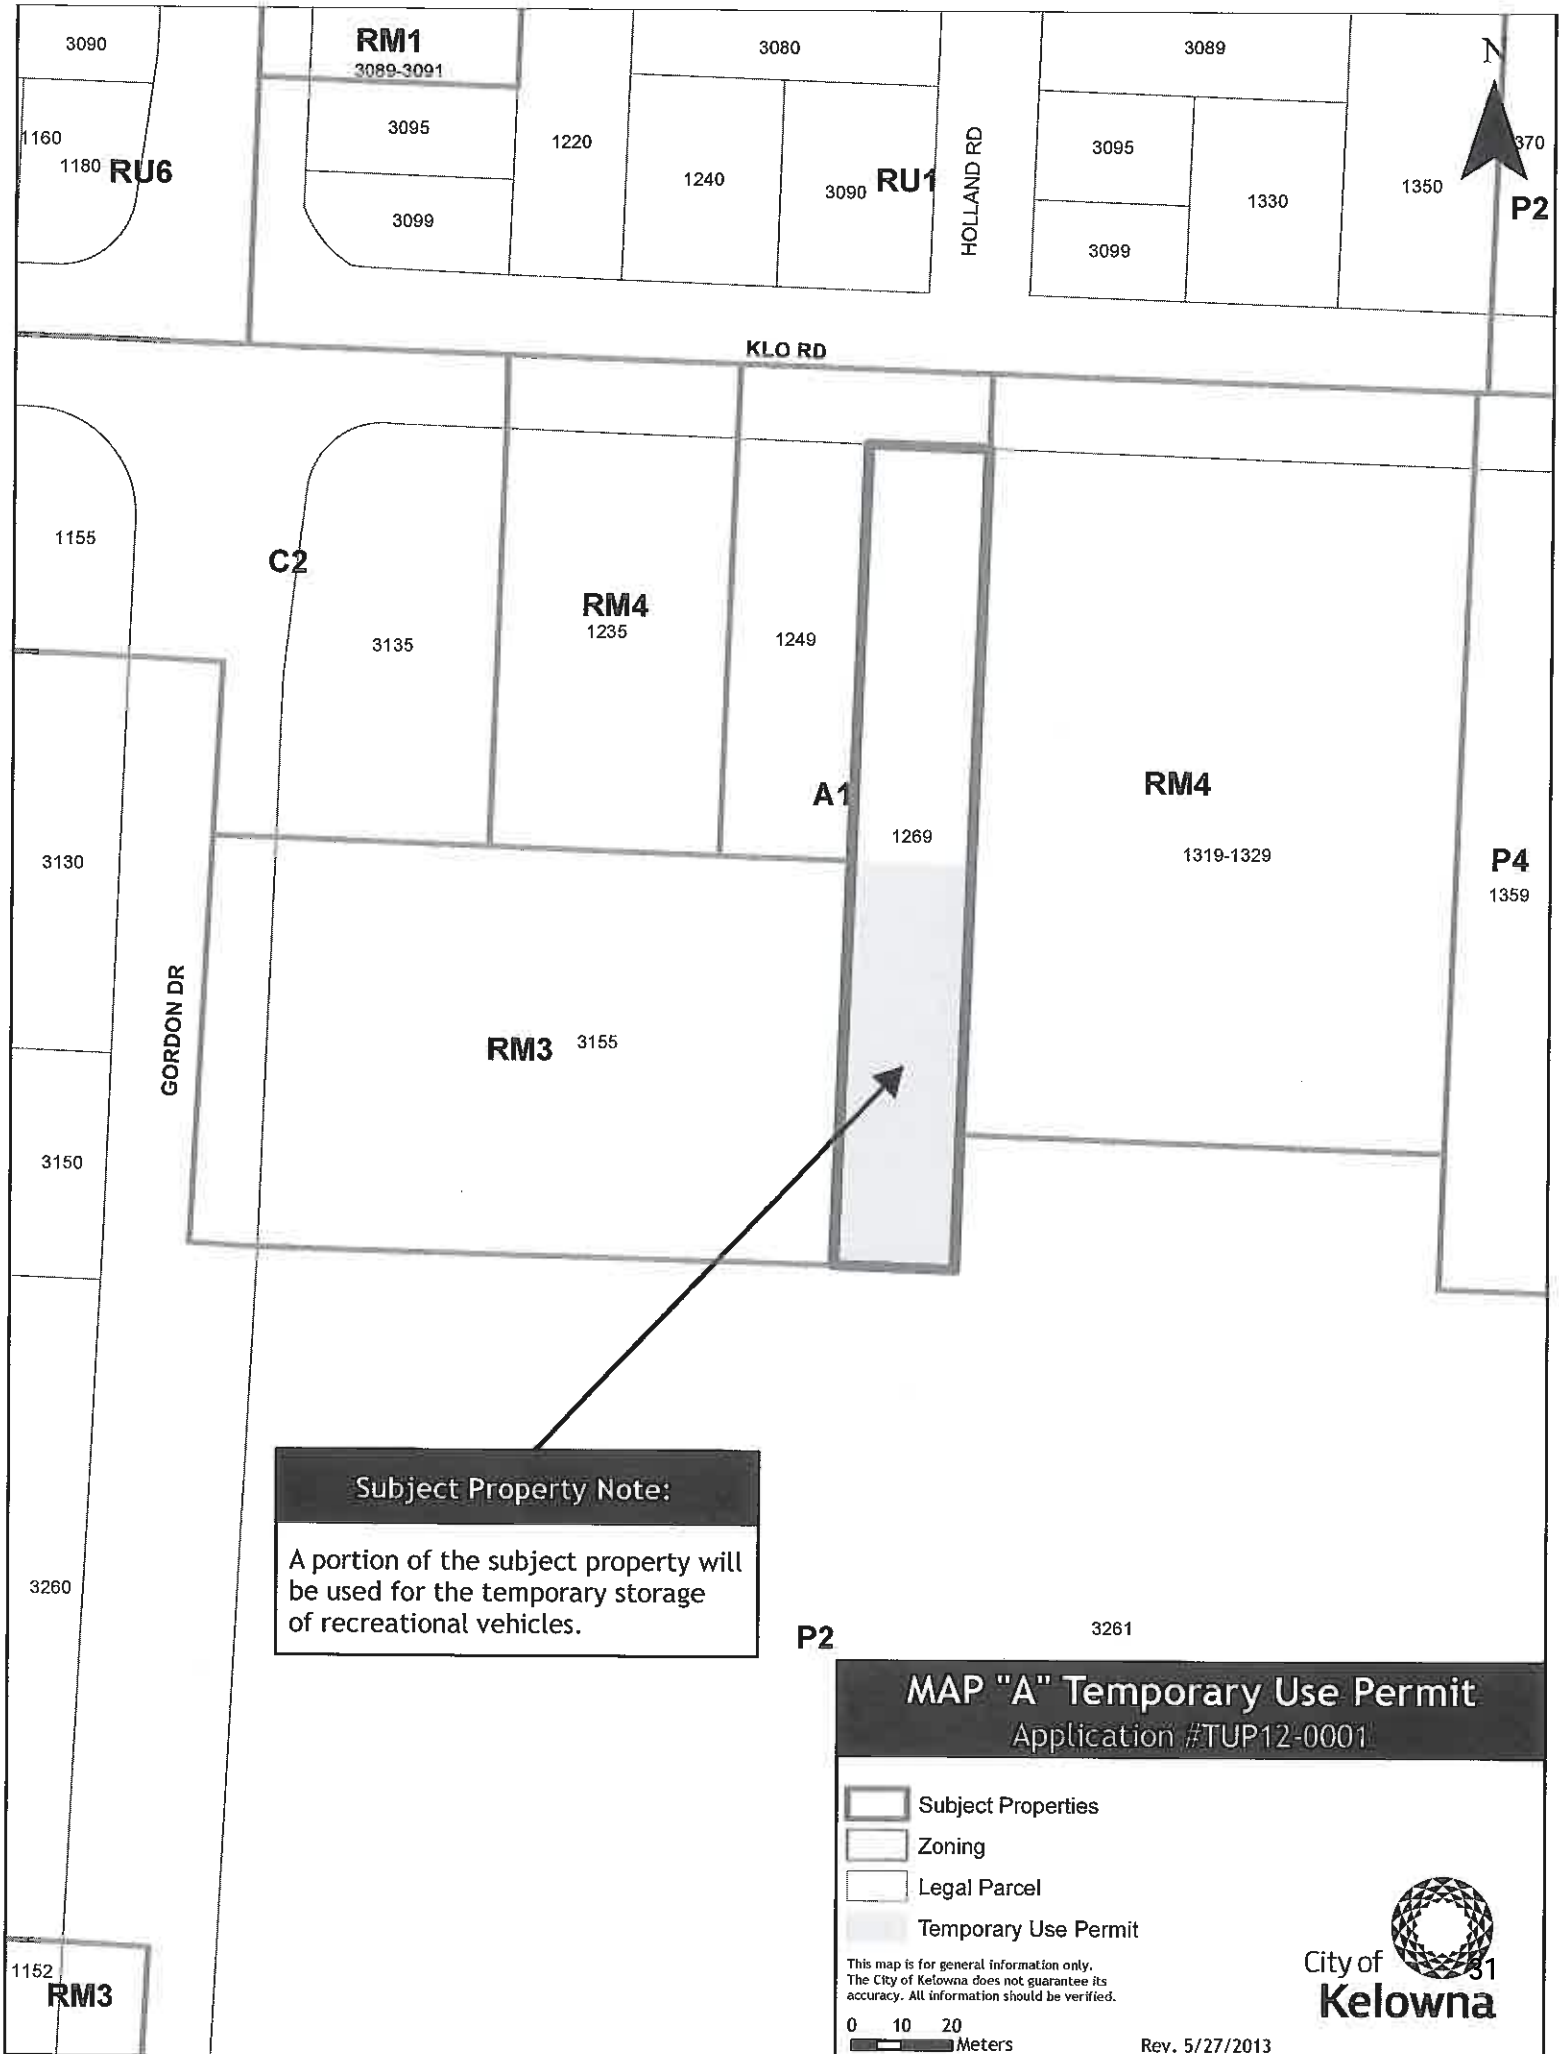 3090
RM1
3089-3091
3080
3089
N
3095
1220
3095
1160
1180
RU6
1240
3090
RU1
HOLLAND RD
1330
1350
370
P2
3099
3099
KLO RD
1155
C2
3135
RM4
1235
1249
A1
1269
RM4
1319-1329
P4
1359
3130
GORDON DR
RM3
3155
3150
Subject Property Note:
A portion of the subject property will
be used for the temporary storage
of recreational vehicles.
3260
P2
3261
MAP "A" Temporary Use Permit
Application #TUP12-0001
Subject Properties
Zoning
Legal Parcel
Temporary Use Permit
This map is for general information only.
The City of Kelowna does not guarantee its
accuracy. All information should be verified.
0 10 20
Meters
Rev. 5/27/2013
City of
31
Kelowna
1152
RM3